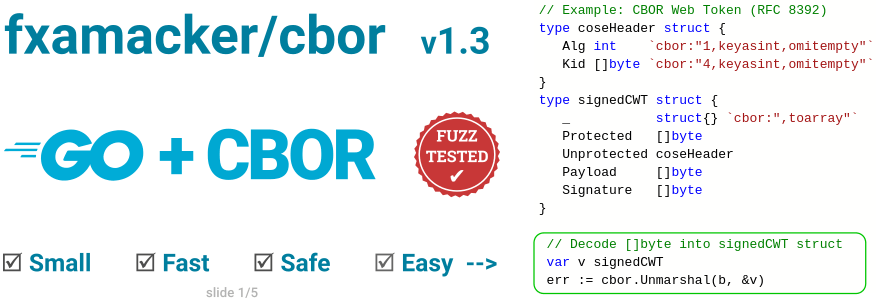 fxamacker/cbor v1.3
GO + CBOR
FUZZ
TESTED
✔
☑ Small ☑ Fast ☑ Safe ☑ Easy -->
slide 1/5
// Example: CBOR Web Token (RFC 8392)
type coseHeader struct {
   Alg int    `cbor:"1,keyasint,omitempty"`
   Kid []byte `cbor:"4,keyasint,omitempty"`
}
type signedCWT struct {
   _           struct{} `cbor:",toarray"`
   Protected   []byte
   Unprotected coseHeader
   Payload     []byte
   Signature   []byte
}
// Decode []byte into signedCWT struct
var v signedCWT
err := cbor.Unmarshal(b, &v)